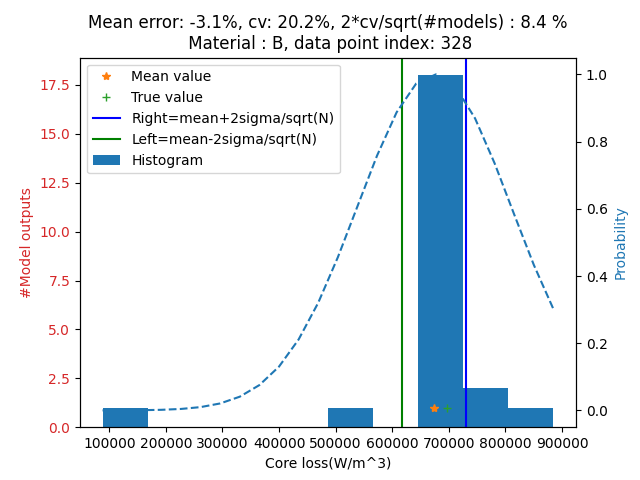 Mean error: -3.1%, cv: 20.2%, 2*cv/sqrt(#models) : 8.4 %
Material : B, data point index: 328
Mean value
True value
Right=mean+2sigma/sqrt(N)
Left=mean-2sigma/sqrt(N)
Histogram
#Model outputs
17.5
15.0
12.5
10.0
7.5
5.0
2.5
0.0
1.0
0.8
0.6
0.4
0.2
0.0
Probability
100000 200000 300000 400000 500000 600000 700000 800000 900000
Core loss(W/m^3)